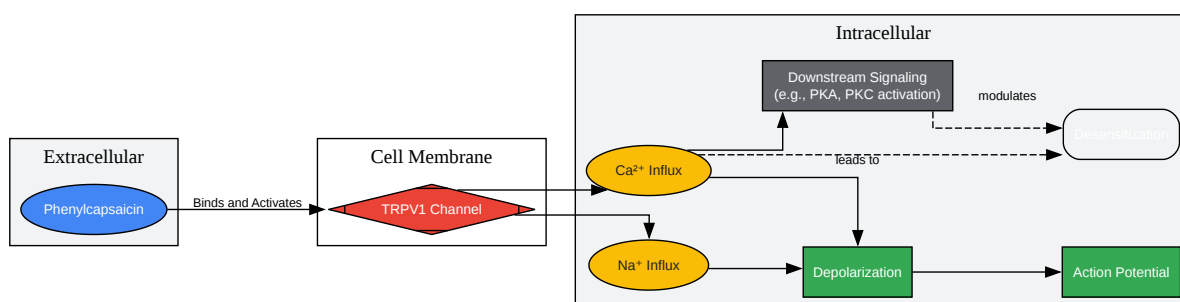 Intracellular
Downstream Signaling
(e.g., PKA, PKC activation)
modulates
Desensitization
Extracellular
Cell Membrane
Ca²⁺ Influx
leads to
Phenylcapsaicin
Binds and Activates
TRPV1 Channel
Na⁺ Influx
Depolarization
Action Potential